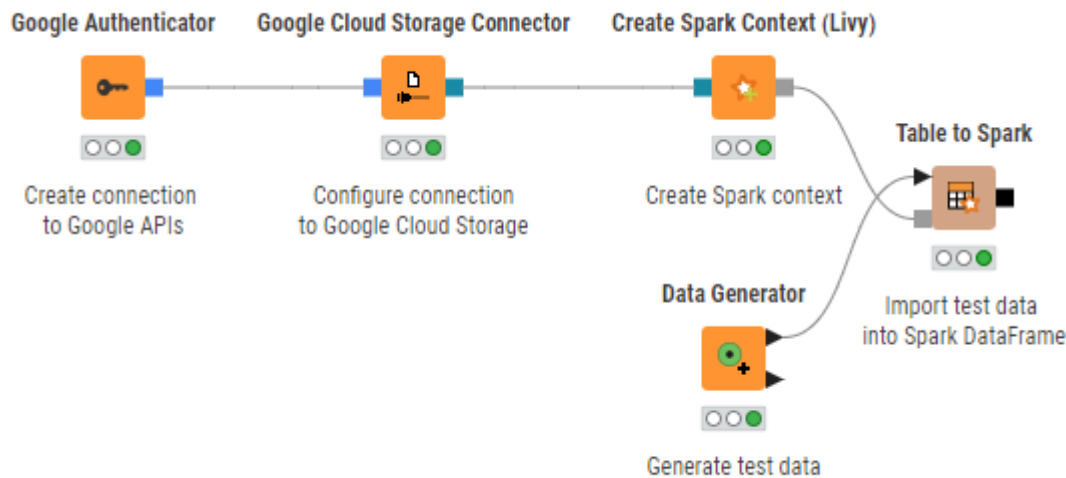 Google Authenticator
Google Cloud Storage Connector
Create Spark Context (Livy)
Create connection
to Google APIs
Configure connection
to Google Cloud Storage
Create Spark context
Table to Spark
Import test data
into Spark DataFrame
Data Generator
Generate test data